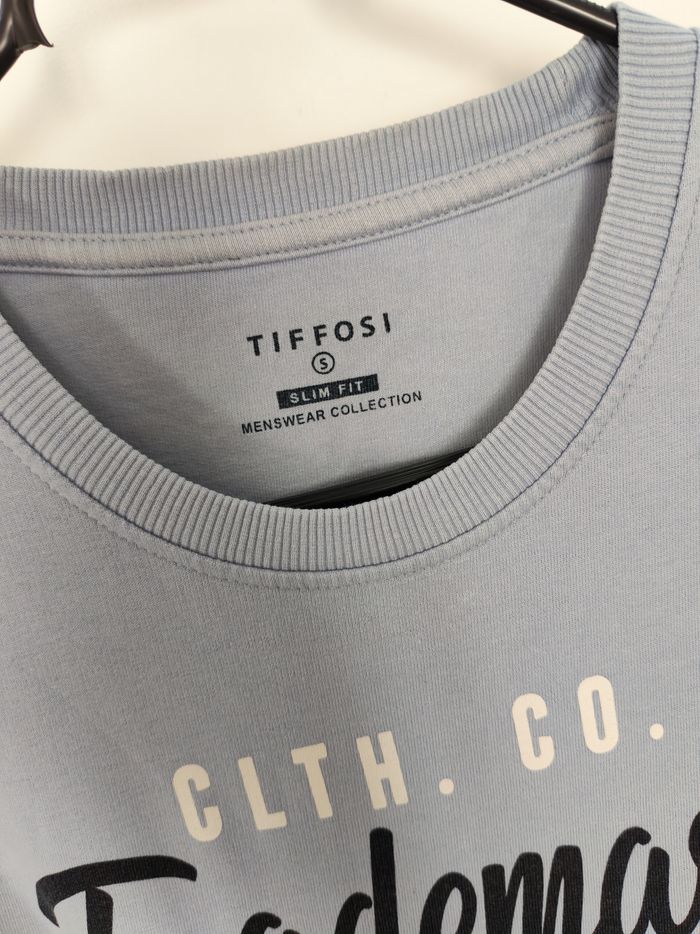 TIFFOSI
S
SLIM FIT
MENSWEAR COLLECTION
CLTH. CO.